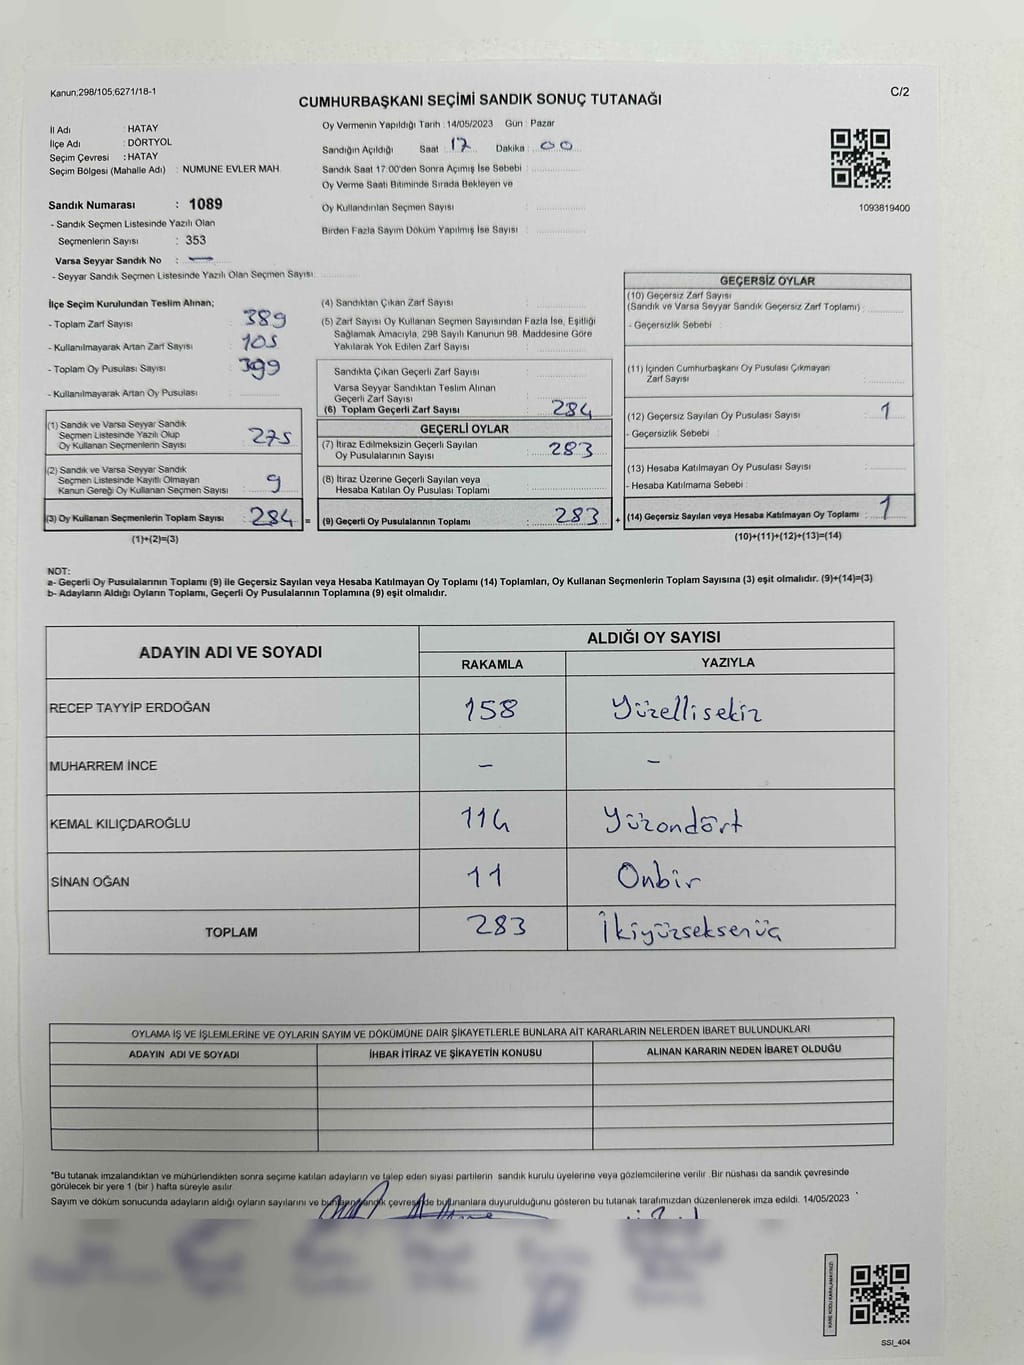 Kanun;298/105;6271/18-1
C/2
CUMHURBAŞKANI SEÇİMİ SANDIK SONUÇ TUTANAĞI
İl Adı : HATAY
İlçe Adı : DÖRTYOL
Seçim Çevresi : HATAY
Seçim Bölgesi (Mahalle Adı) : NUMUNE EVLER MAH.
Oy Vermenin Yapıldığı Tarih : 14/05/2023 Gün : Pazar
Sandığın Açıldığı Saat 17 Dakika 00
Sandık Saat 17:00'den Sonra Açımış İse Sebebi :
Oy Verme Saati Bitiminde Sırada Bekleyen ve
Oy Kullandırılan Seçmen Sayısı :
Birden Fazla Sayım Döküm Yapılmış İse Sayısı :
1093819400
Sandık Numarası : 1089
- Sandık Seçmen Listesinde Yazılı Olan
Seçmenlerin Sayısı : 353
Varsa Seyyar Sandık No : —
- Seyyar Sandık Seçmen Listesinde Yazılı Olan Seçmen Sayısı:
İlçe Seçim Kurulundan Teslim Alınan;
- Toplam Zarf Sayısı : 389
- Kullanılmayarak Artan Zarf Sayısı : 105
- Toplam Oy Pusulası Sayısı : 399
- Kullanılmayarak Artan Oy Pusulası :
(1) Sandık ve Varsa Seyyar Sandık
Seçmen Listesinde Yazılı Olup
Oy Kullanan Seçmenlerin Sayısı : 275
(2) Sandık ve Varsa Seyyar Sandık
Seçmen Listesinde Kayıtlı Olmayan
Kanun Gereği Oy Kullanan Seçmen Sayısı : 9
(3) Oy Kullanan Seçmenlerin Toplam Sayısı : 284 =
(1)+(2)=(3)
(4) Sandıktan Çıkan Zarf Sayısı :
(5) Zarf Sayısı Oy Kullanan Seçmen Sayısından Fazla İse, Eşitliği
Sağlamak Amacıyla, 298 Sayılı Kanunun 98. Maddesine Göre
Yakılarak Yok Edilen Zarf Sayısı :
Sandıkta Çıkan Geçerli Zarf Sayısı :
Varsa Seyyar Sandıktan Teslim Alınan
Geçerli Zarf Sayısı :
(6) Toplam Geçerli Zarf Sayısı : 284
GEÇERLİ OYLAR
(7) İtiraz Edilmeksizin Geçerli Sayılan
Oy Pusulalarının Sayısı : 283
(8) İtiraz Üzerine Geçerli Sayılan veya
Hesaba Katılan Oy Pusulası Toplamı :
(9) Geçerli Oy Pusulalarının Toplamı : 283 +
GEÇERSİZ OYLAR
(10) Geçersiz Zarf Sayısı
(Sandık ve Varsa Seyyar Sandık Geçersiz Zarf Toplamı) :
- Geçersizlik Sebebi :
(11) İçinden Cumhurbaşkanı Oy Pusulası Çıkmayan
Zarf Sayısı :
(12) Geçersiz Sayılan Oy Pusulası Sayısı : 1
- Geçersizlik Sebebi :
(13) Hesaba Katılmayan Oy Pusulası Sayısı :
- Hesaba Katılmama Sebebi :
(14) Geçersiz Sayılan veya Hesaba Katılmayan Oy Toplamı : 1
(10)+(11)+(12)+(13)=(14)
NOT:
a- Geçerli Oy Pusulalarının Toplamı (9) ile Geçersiz Sayılan veya Hesaba Katılmayan Oy Toplamı (14) Toplamları, Oy Kullanan Seçmenlerin Toplam Sayısına (3) eşit olmalıdır. (9)+(14)=(3)
b- Adayların Aldığı Oyların Toplamı, Geçerli Oy Pusulalarının Toplamına (9) eşit olmalıdır.
ADAYIN ADI VE SOYADI
ALDIĞI OY SAYISI
RAKAMLA YAZIYLA
RECEP TAYYİP ERDOĞAN 158 Yüzellisekiz
MUHARREM İNCE – –
KEMAL KILIÇDAROĞLU 114 Yüzondört
SİNAN OĞAN 11 Onbir
TOPLAM 283 İkiyüzseksenüç
OYLAMA İŞ VE İŞLEMLERİNE VE OYLARIN SAYIM VE DÖKÜMÜNE DAİR ŞİKAYETLERLE BUNLARA AİT KARARLARIN NELERDEN İBARET BULUNDUKLARI
ADAYIN ADI VE SOYADI İHBAR İTİRAZ VE ŞİKAYETİN KONUSU ALINAN KARARIN NEDEN İBARET OLDUĞU
*Bu tutanak imzalandıktan ve mühürlendikten sonra seçime katılan adayların ve talep eden siyasi partilerin sandık kurulu üyelerine veya gözlemcilerine verilir .Bir nüshası da sandık çevresinde
görülecek bir yere 1 (bir ) hafta süreyle asılır.
Sayım ve döküm sonucunda adayların aldığı oyların sayılarını ve çevresinde bulunanlara duyurulduğunu gösteren bu tutanak tarafımızdan düzenlenerek imza edildi. 14/05/2023
KARE KODU KARALAMAYINIZ!
SSI_404